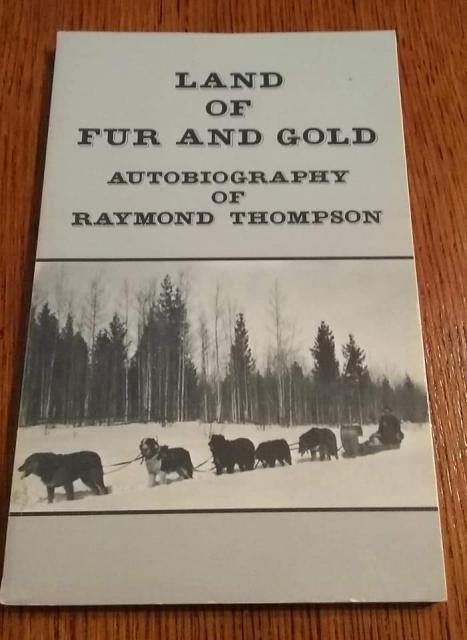 LAND
OF
FUR AND GOLD
AUTOBIOGRAPHY
OF
RAYMOND THOMPSON